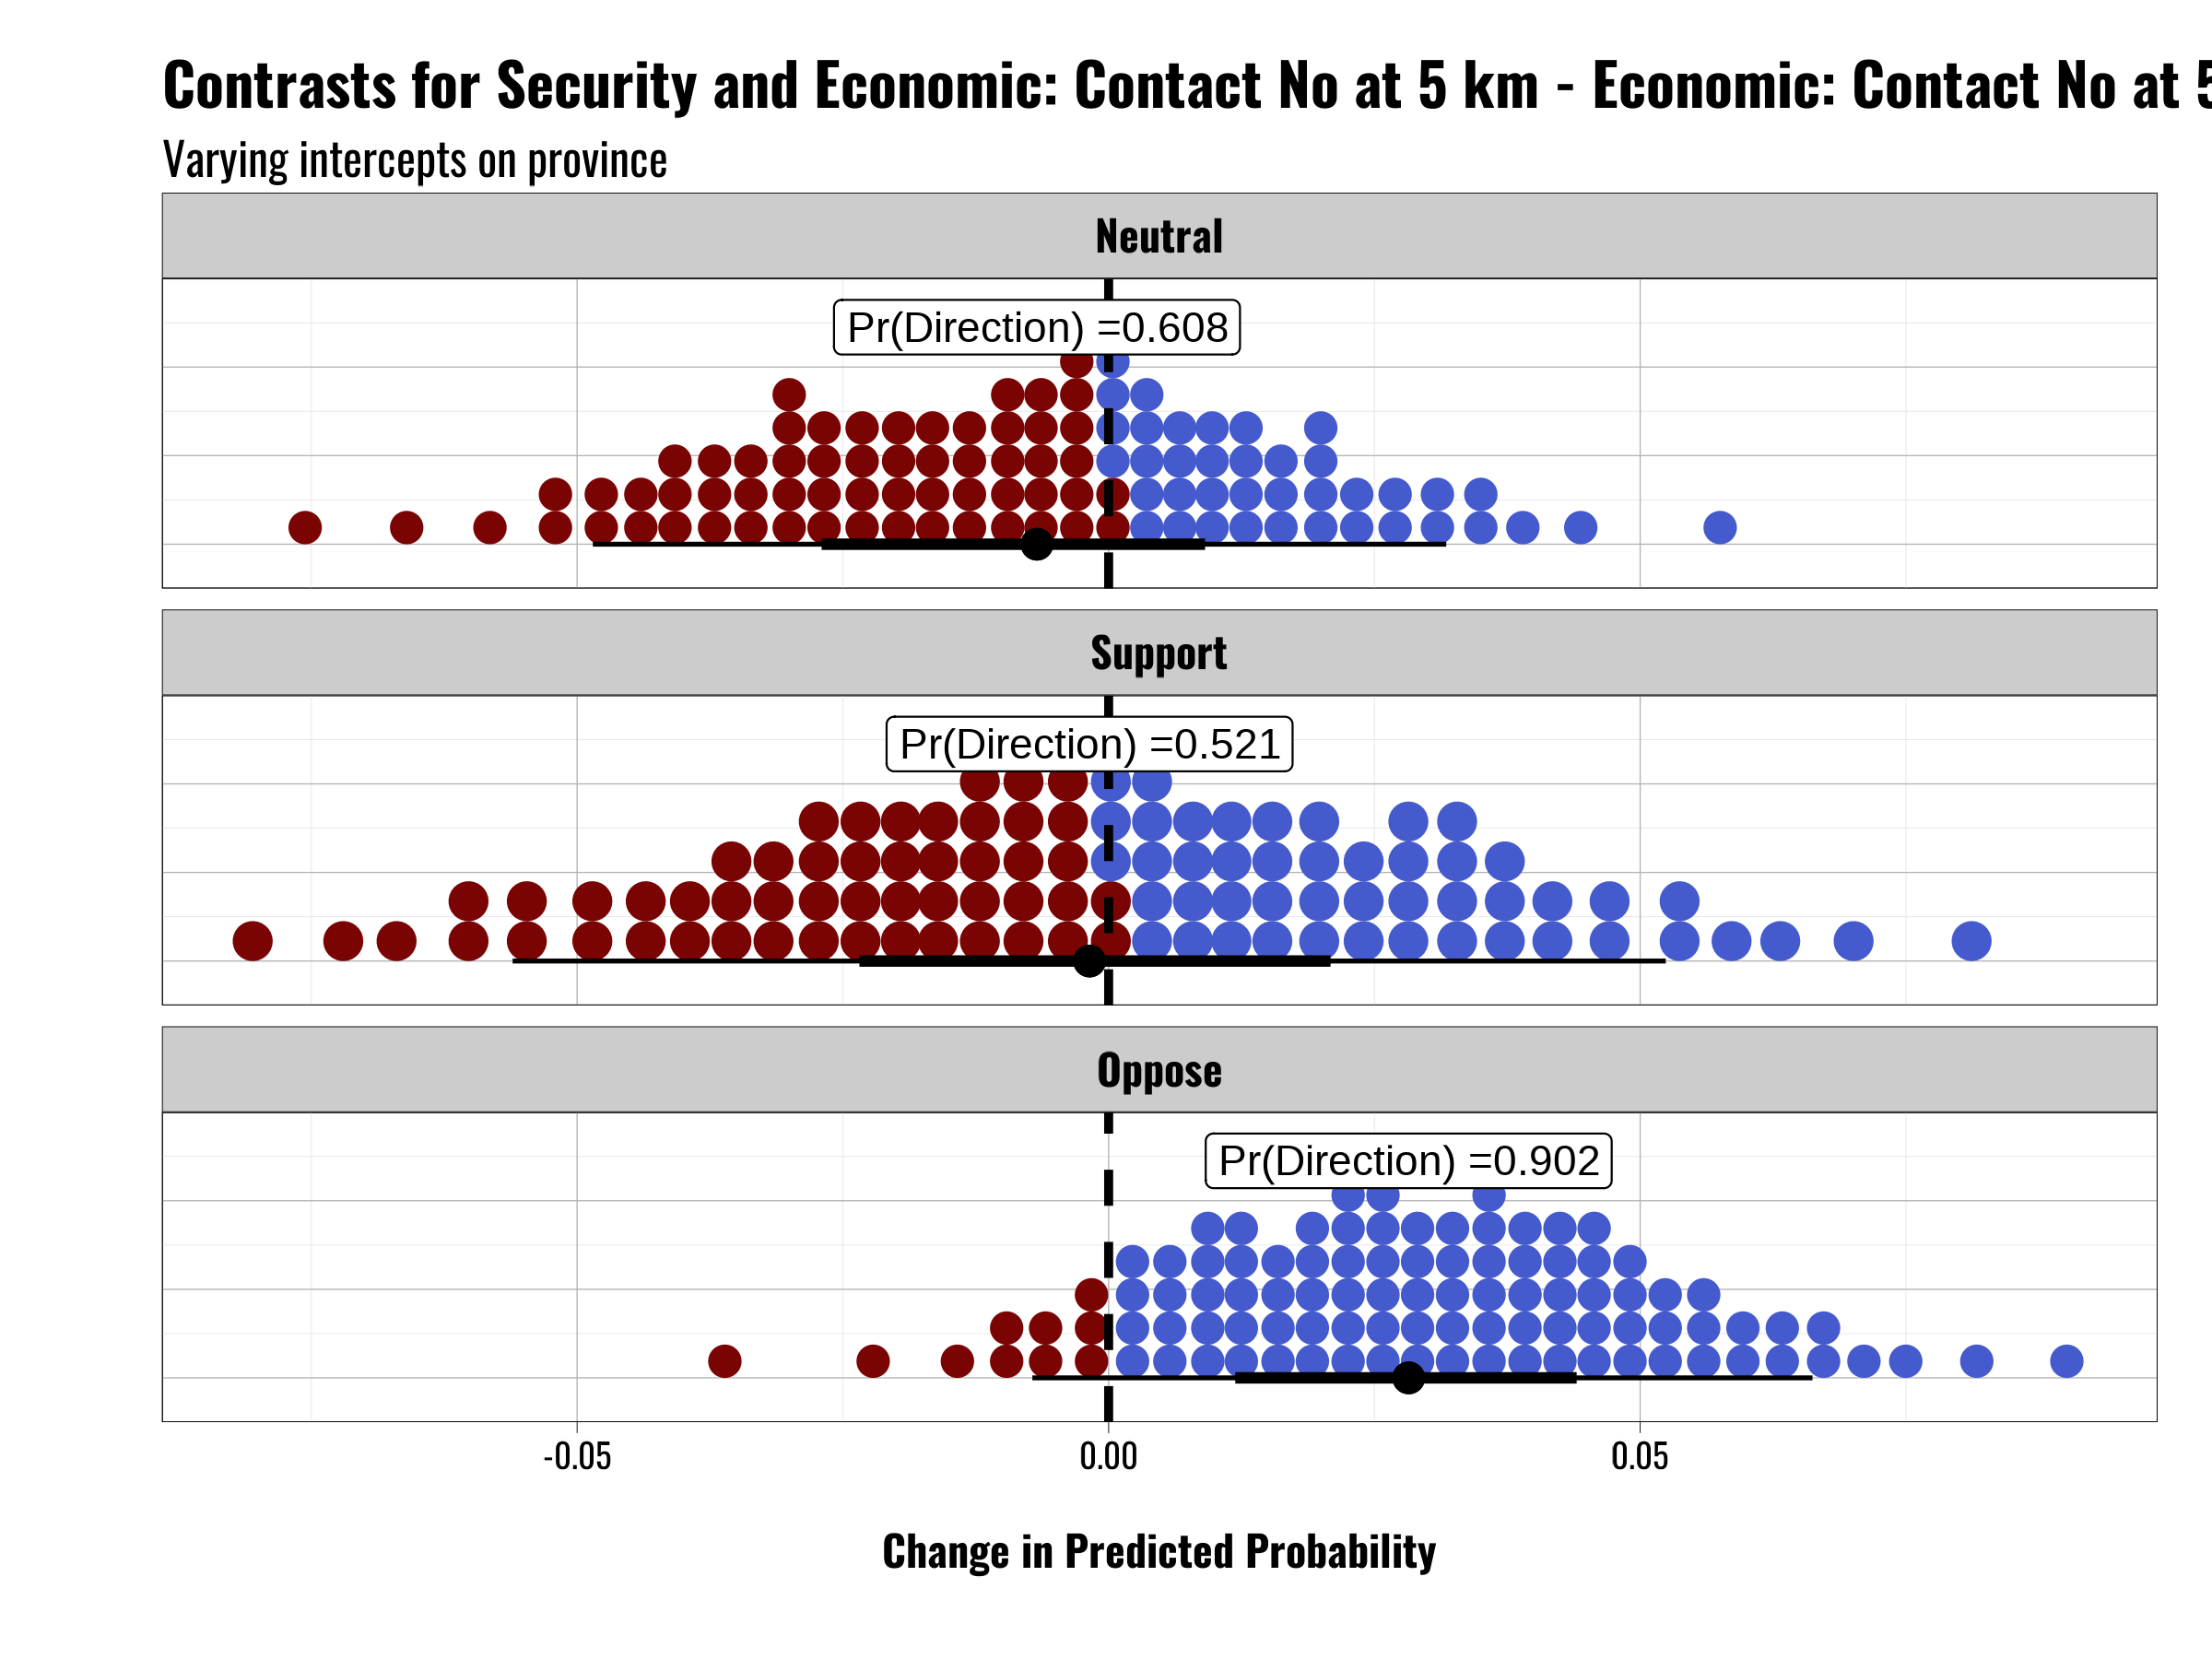 Contrasts for Security and Economic: Contact No at 5 km - Economic: Contact No at 5
Varying intercepts on province
Neutral
Pr(Direction) =0.608
Support
Pr(Direction) =0.521
Oppose
Pr(Direction) =0.902
-0.05 0.00 0.05
Change in Predicted Probability